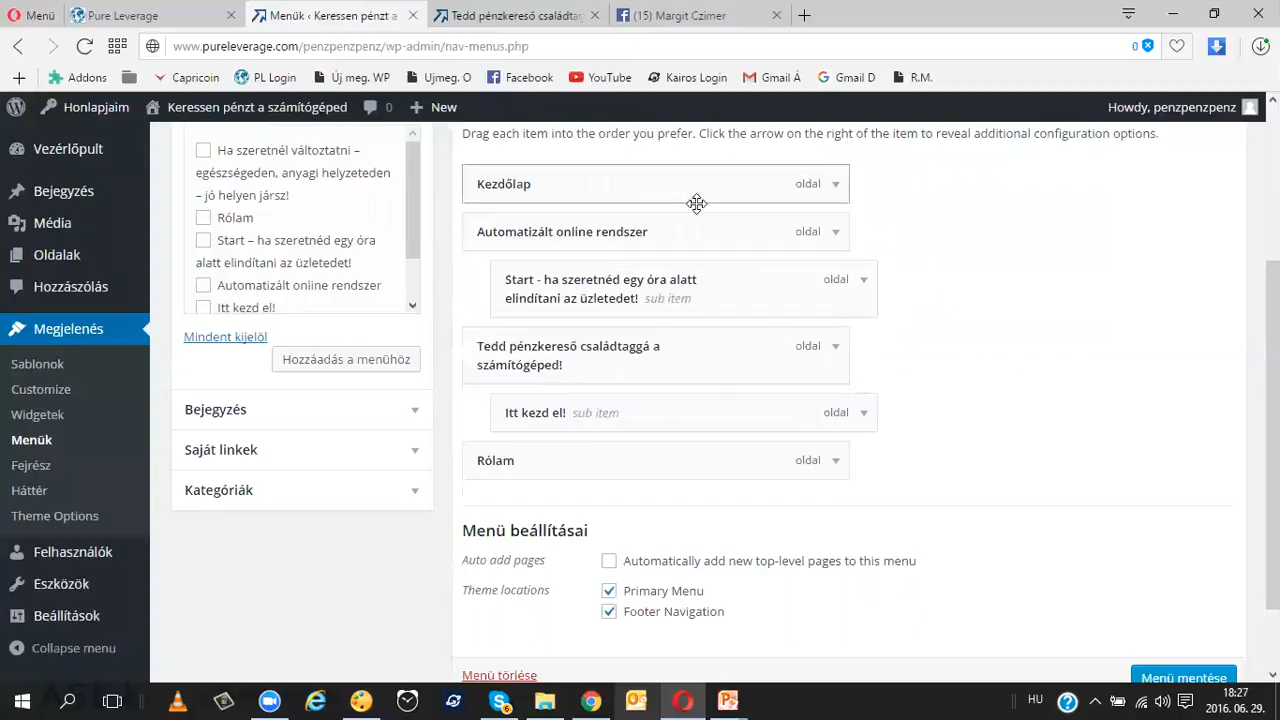 Menü
Pure Leverage
Menük ‹ Keressen pénzt a
Tedd pénzkereső családtag
(15) Margit Czimer
www.pureleverage.com/penzpenzpenz/wp-admin/nav-menus.php
0
Addons
Capricoin
PL Login
Új meg. WP
Ujmeg. O
Facebook
YouTube
Kairos Login
Gmail Á
Gmail D
R.M.
Honlapjaim
Keressen pénzt a számítógéped
0
New
Howdy, penzpenzpenz
Vezérlőpult
Bejegyzés
Média
Oldalak
Hozzászólás
Megjelenés
Sablonok
Customize
Widgetek
Menük
Fejrész
Háttér
Theme Options
Felhasználók
Eszközök
Beállítások
Collapse menu
Ha szeretnél változtatni –
egészségeden, anyagi helyzeteden
– jó helyen jársz!
Rólam
Start – ha szeretnéd egy óra
alatt elindítani az üzletedet!
Automatizált online rendszer
Itt kezd el!
Mindent kijelöl
Hozzáadás a menühöz
Bejegyzés
Saját linkek
Kategóriák
Drag each item into the order you prefer. Click the arrow on the right of the item to reveal additional configuration options.
Kezdőlap oldal
Automatizált online rendszer oldal
Start - ha szeretnéd egy óra alatt oldal
elindítani az üzletedet! sub item
Tedd pénzkereső családtaggá a oldal
számítógéped!
Itt kezd el! sub item oldal
Rólam oldal
Menü beállításai
Auto add pages Automatically add new top-level pages to this menu
Theme locations Primary Menu
Footer Navigation
Menü törlése
Menü mentése
6
HU
18:27
2016. 06. 29.